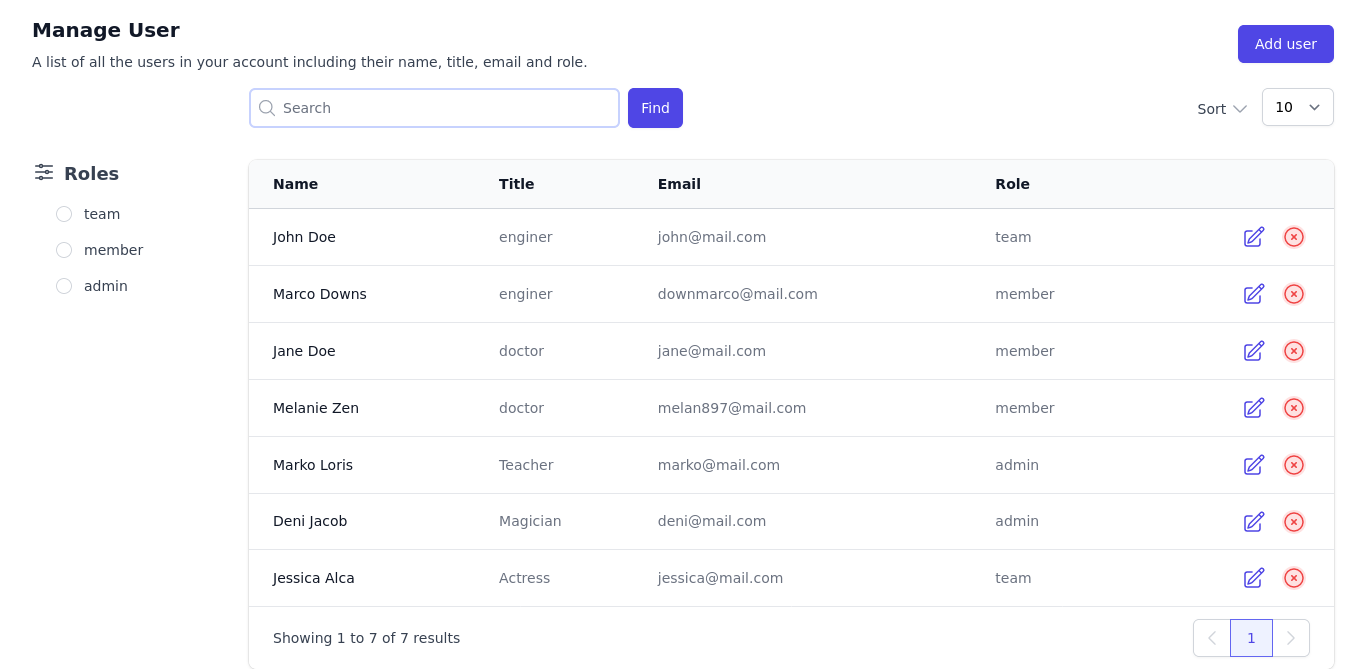 Manage User
Add user
A list of all the users in your account including their name, title, email and role.
Search
Find
Sort
10
Roles
team
member
admin
Name Title Email Role
John Doe enginer john@mail.com team
Marco Downs enginer downmarco@mail.com member
Jane Doe doctor jane@mail.com member
Melanie Zen doctor melan897@mail.com member
Marko Loris Teacher marko@mail.com admin
Deni Jacob Magician deni@mail.com admin
Jessica Alca Actress jessica@mail.com team
Showing 1 to 7 of 7 results
1